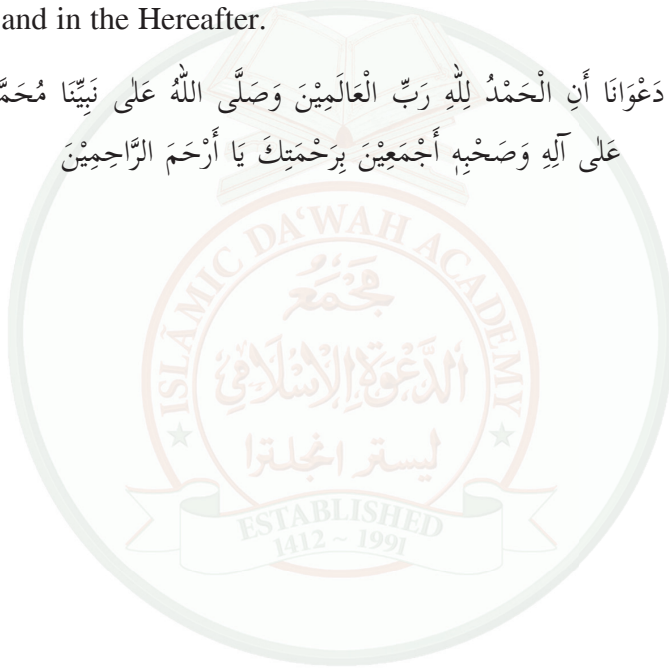 and in the Hereafter.
دَعْوَانَا أَنِ الْحَمْدُ لِلّٰهِ رَبِّ الْعَالَمِيْنَ وَصَلَّى اللّٰهُ عَلٰى نَبِيِّنَا
عَلٰى آلِهِ وَصَحْبِهٖ أَجْمَعِيْنَ بِرَحْمَتِكَ يَا أَرْحَمَ الرَّاحِمِيْنَ
ISLĀMIC DA‘WAH ACADEMY
مجمع
الدعوة الإسلامي
ليستر انجلترا
ESTABLISHED
1412 ~ 1991